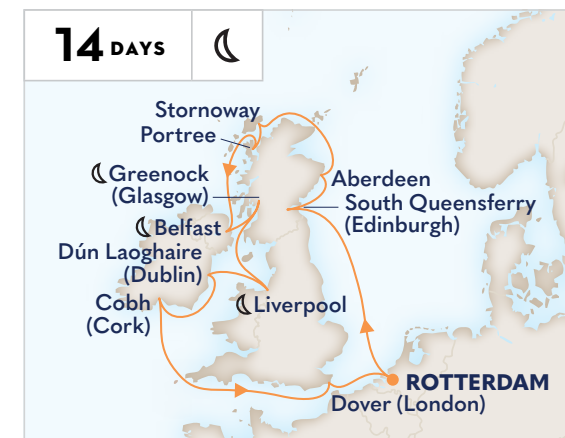 14 DAYS
Stornoway
Portree
Greenock
(Glasgow)
Aberdeen
South Queensferry
(Edinburgh)
Belfast
Dún Laoghaire
(Dublin)
Cobh
(Cork)
Liverpool
ROTTERDAM
Dover (London)